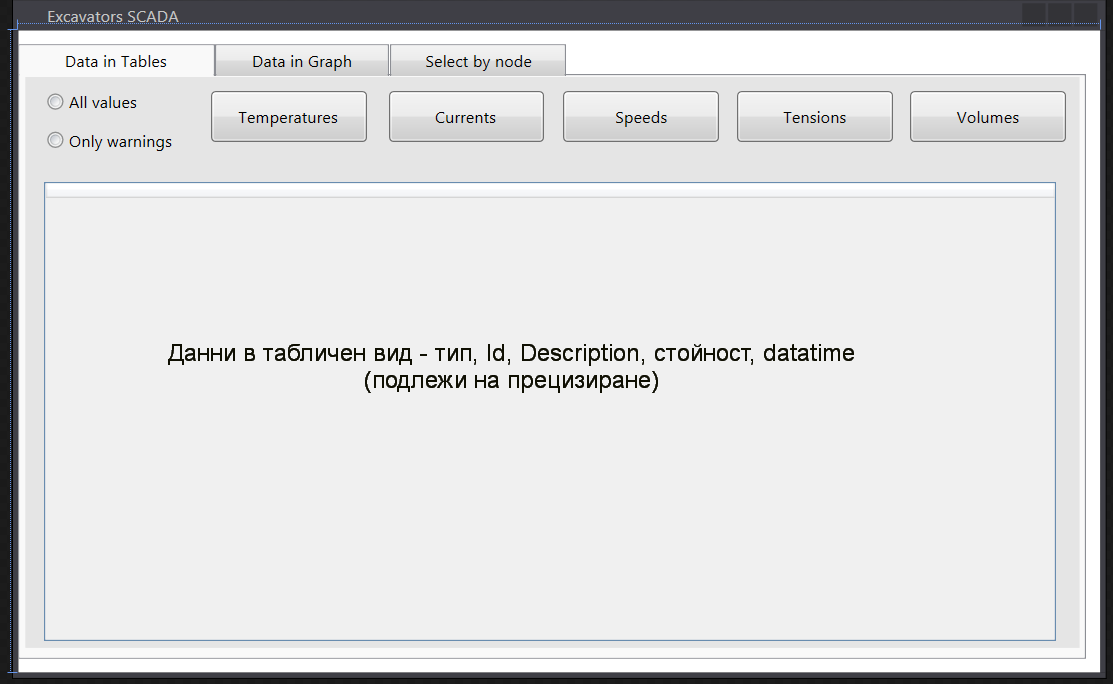 Excavators SCADA
Data in Tables
Data in Graph
Select by node
All values
Only warnings
Temperatures
Currents
Speeds
Tensions
Volumes
Данни в табличен вид - тип, Id, Description, стойност, datatime
(подлежи на прецизиране)